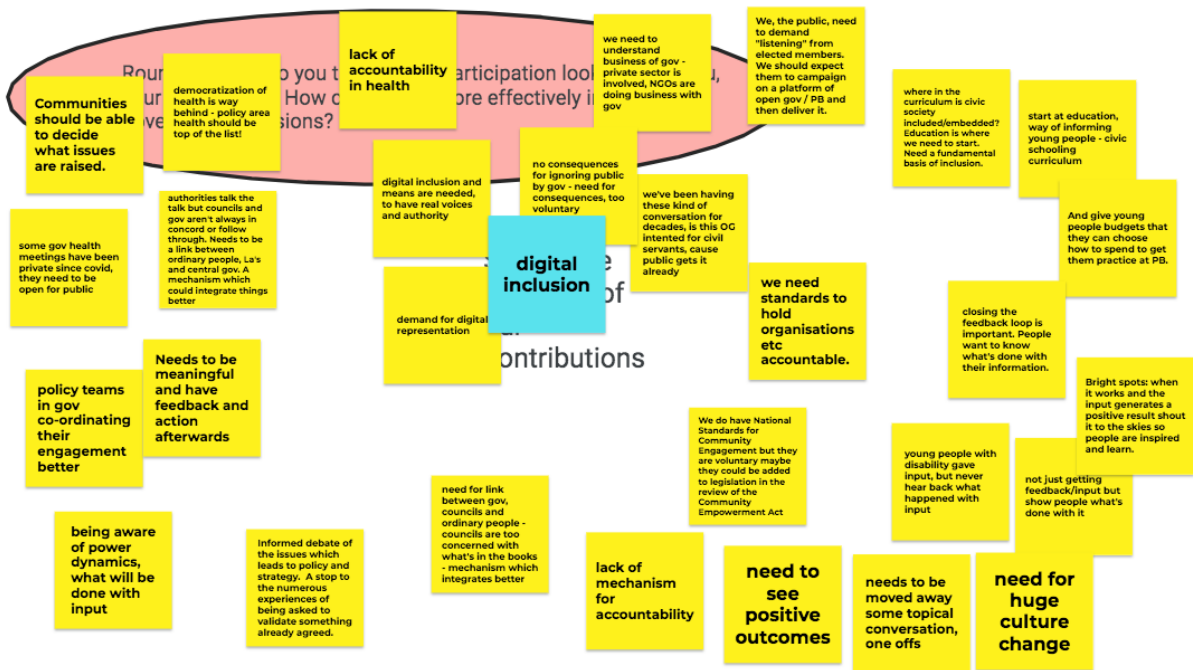 Communities
should be able
to decide
what issues
are raised.
democratization of
health is way
behind - policy area
health should be
top of the list!
lack of
accountability
in health
we need to
understand
business of gov -
private sector
is involved, NGOs are
doing business with
gov
We, the public, need
to demand
"listening" from
elected members.
We should expect
them to campaign
on a platform of
open gov / PB and
then deliver it.
where in the
curriculum is civic
society
included/embedded?
Education is where
we need to start.
Need a fundamental
basis of inclusion.
start at education,
way of informing
young people - civic
schooling
curriculum
And give young
people budgets that
they can choose
how to spend to get
them practice at PB.
some gov health
meetings have been
private since covid,
they need to be
open for public
authorities talk the
talk but councils and
gov aren't always in
concord or follow
through. Needs to be
a link between
ordinary people, La's
and central gov. A
mechanism which
could integrate things
better
digital inclusion and
means are needed,
to have real voices
and authority
no consequences
for ignoring public
by gov - need for
consequences, too
voluntary
we've been having
these kind of
conversation for
decades, is this OG
intented for civil
servants, cause
public gets it
already
digital
inclusion
demand for digital
representation
of
ontributions
we need
standards to
hold
organisations
etc
accountable.
closing the
feedback loop is
important. People
want to know
what's done with
their information.
Bright spots: when
it works and the
input generates a
positive result shout
it to the skies so
people are inspired
and learn.
policy teams
in gov
co-ordinating
their
engagement
better
Needs to be
meaningful
and have
feedback and
action
afterwards
We do have National
Standards for
Community
Engagement but they
are voluntary maybe
they could be added
to legislation in the
review of the
Community
Empowerment Act
young people with
disability gave
input, but never
hear back what
happened with
input
not just getting
feedback/input but
show people what's
done with it
being aware
of power
dynamics,
what will be
done with
input
Informed debate of
the issues which
leads to policy and
strategy. A stop to
the numerous
experiences of
being asked to
validate something
already agreed.
need for link
between gov,
councils and
ordinary people -
councils are too
concerned with
what's in the books
- mechanism which
integrates better
lack of
mechanism
for
accountability
need to
see
positive
outcomes
needs to be
moved away
some topical
conversation,
one offs
need for
huge
culture
change